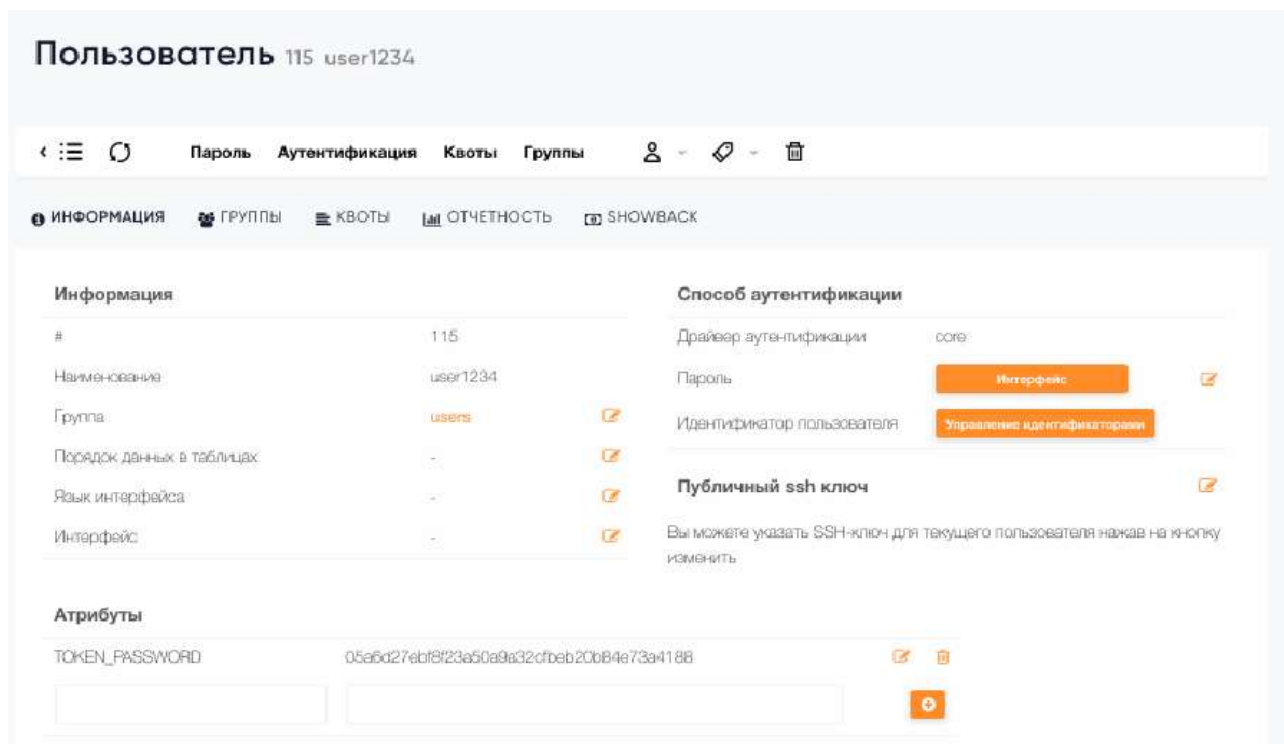 Пользователь 115 user1234
Пароль Аутентификация Квоты Группы
ИНФОРМАЦИЯ ГРУППЫ КВОТЫ ОТЧЕТНОСТЬ SHOWBACK
Информация
# 115
Наименование user1234
Группа users
Порядок данных в таблицах -
Язык интерфейса -
Интерфейс -
Способ аутентификации
Драйвер аутентификации core
Пароль Интерфейс
Идентификатор пользователя Управление идентификаторами
Публичный ssh ключ
Вы можете указать SSH-ключ для текущего пользователя нажав на кнопку
изменить
Атрибуты
TOKEN_PASSWORD 05a6d27ebf8f23a50a9a32cfbeb20b84e73a4188